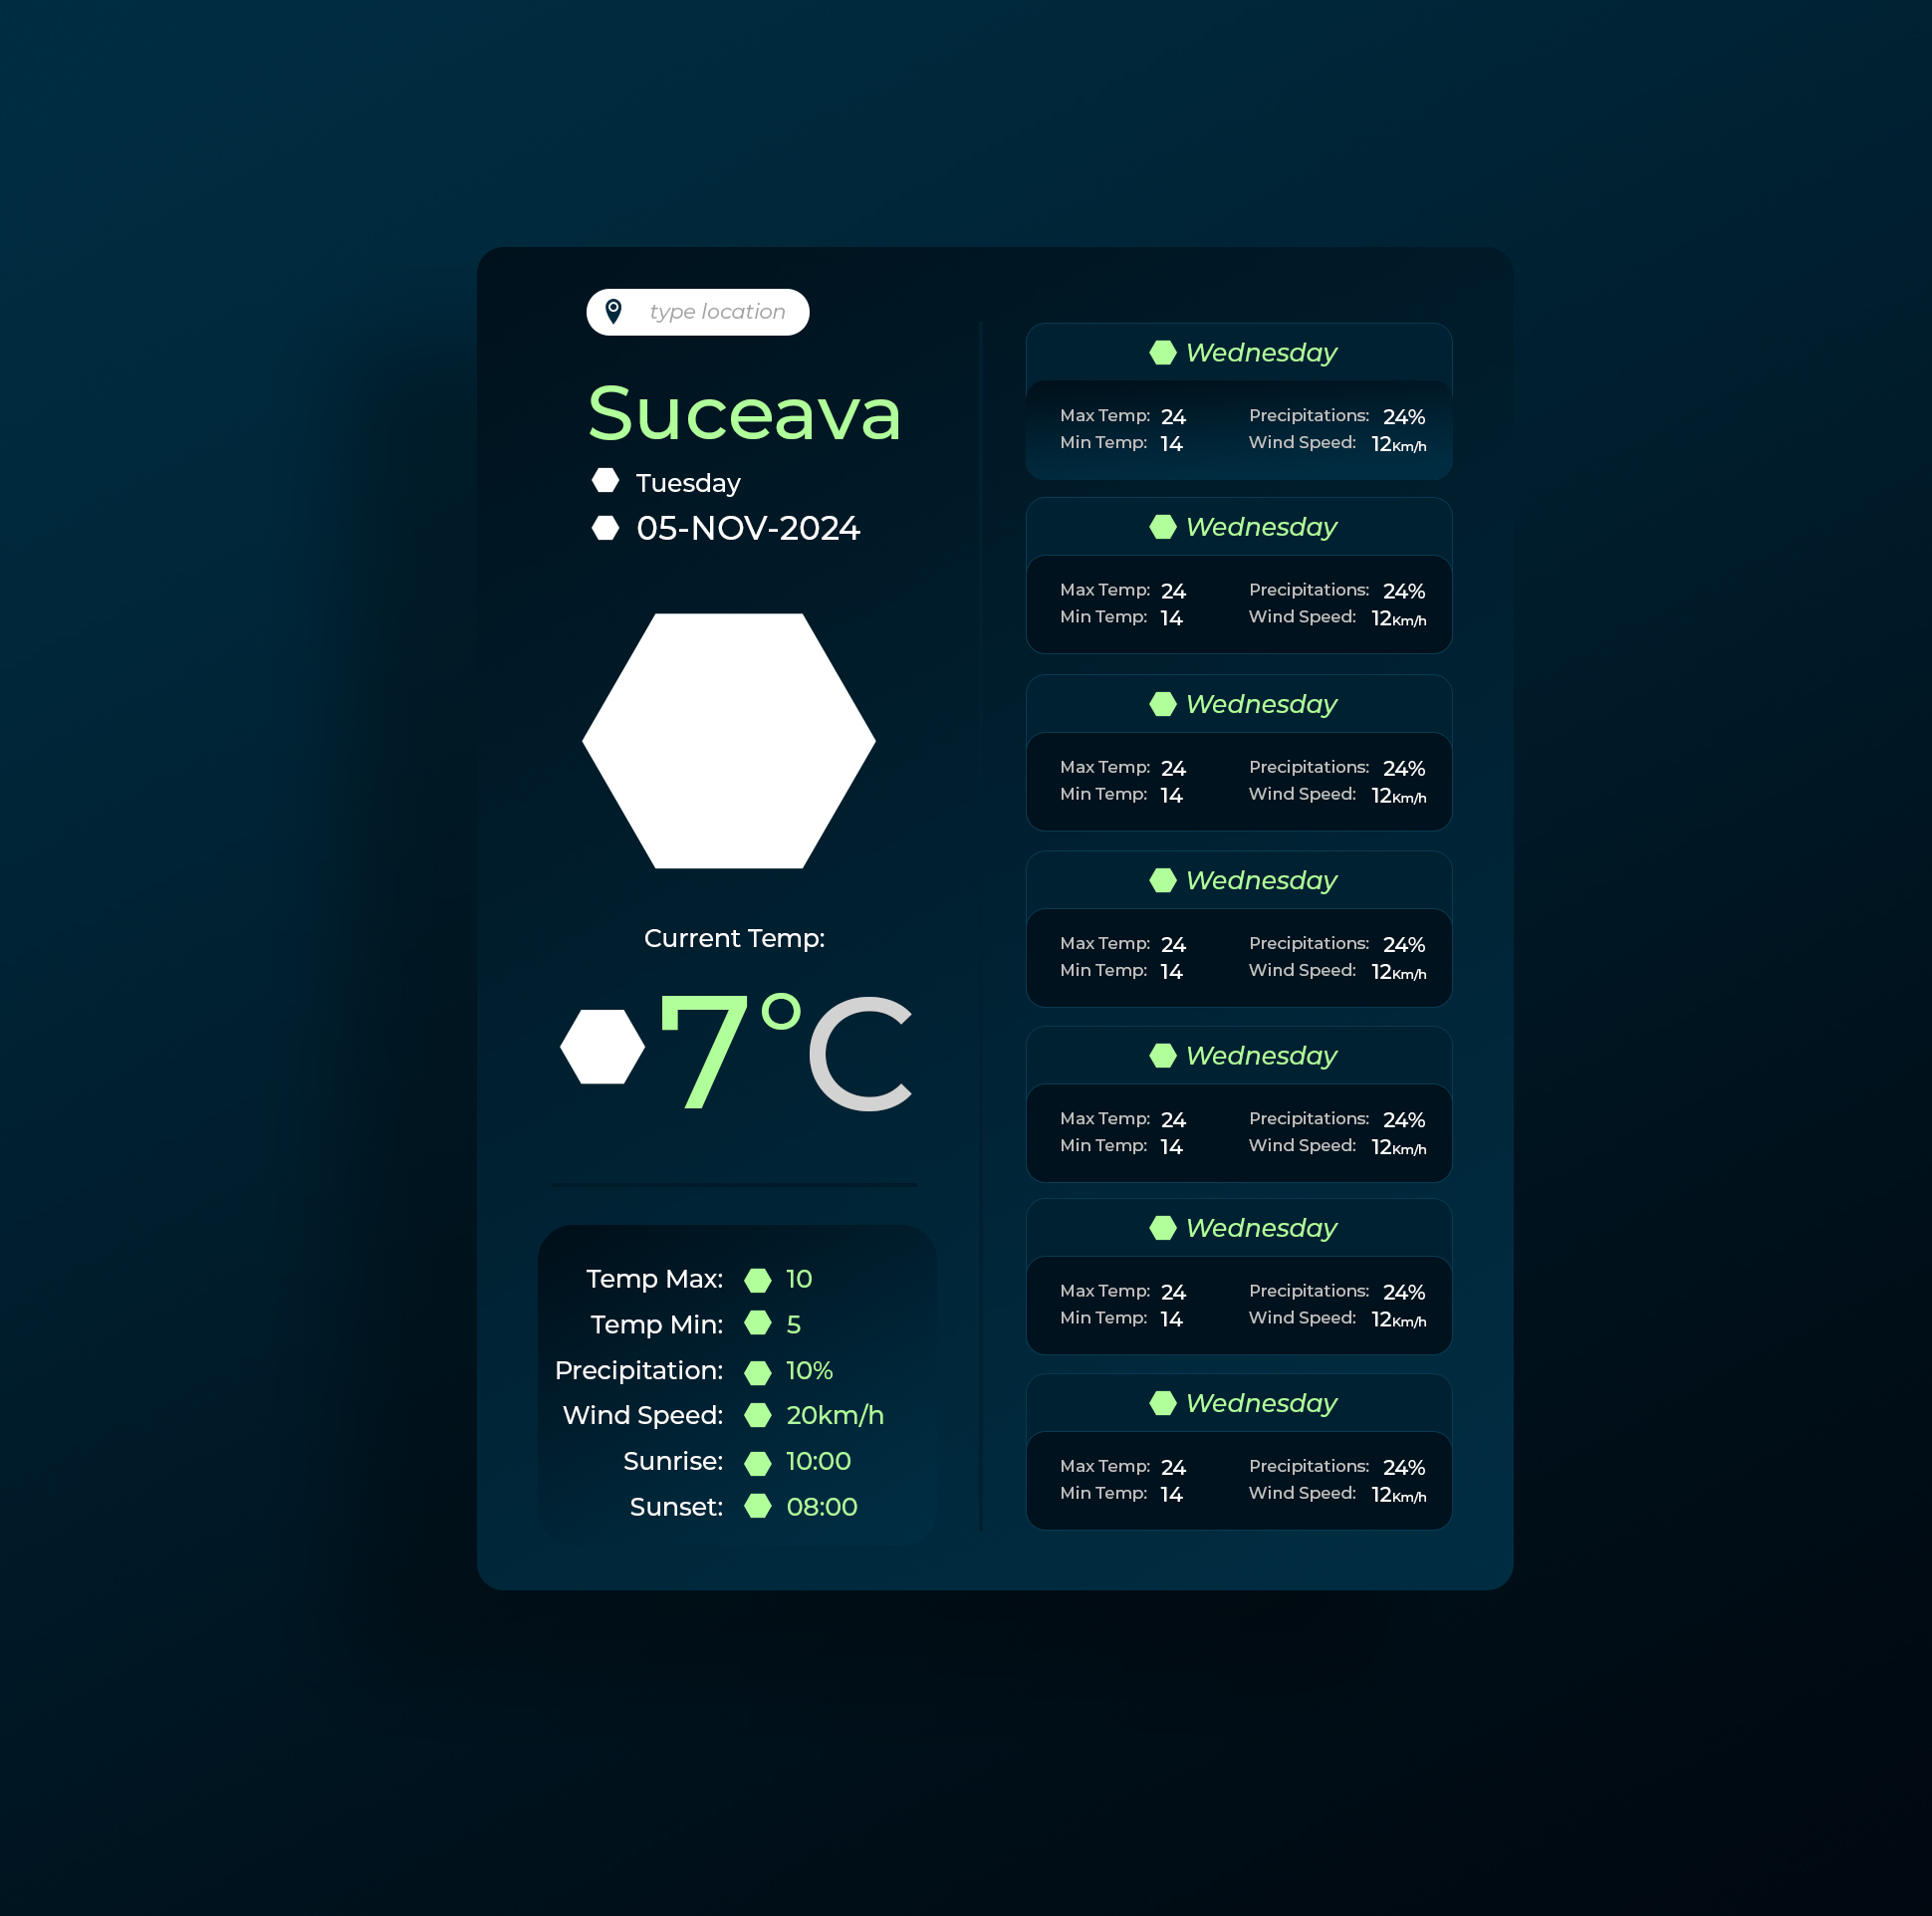 type location
Suceava
Tuesday
05-NOV-2024
Current Temp:
7°C
Temp Max: 10
Temp Min: 5
Precipitation: 10%
Wind Speed: 20km/h
Sunrise: 10:00
Sunset: 08:00
Wednesday
Max Temp: 24 Precipitations: 24%
Min Temp: 14 Wind Speed: 12Km/h
Wednesday
Max Temp: 24 Precipitations: 24%
Min Temp: 14 Wind Speed: 12Km/h
Wednesday
Max Temp: 24 Precipitations: 24%
Min Temp: 14 Wind Speed: 12Km/h
Wednesday
Max Temp: 24 Precipitations: 24%
Min Temp: 14 Wind Speed: 12Km/h
Wednesday
Max Temp: 24 Precipitations: 24%
Min Temp: 14 Wind Speed: 12Km/h
Wednesday
Max Temp: 24 Precipitations: 24%
Min Temp: 14 Wind Speed: 12Km/h
Wednesday
Max Temp: 24 Precipitations: 24%
Min Temp: 14 Wind Speed: 12Km/h